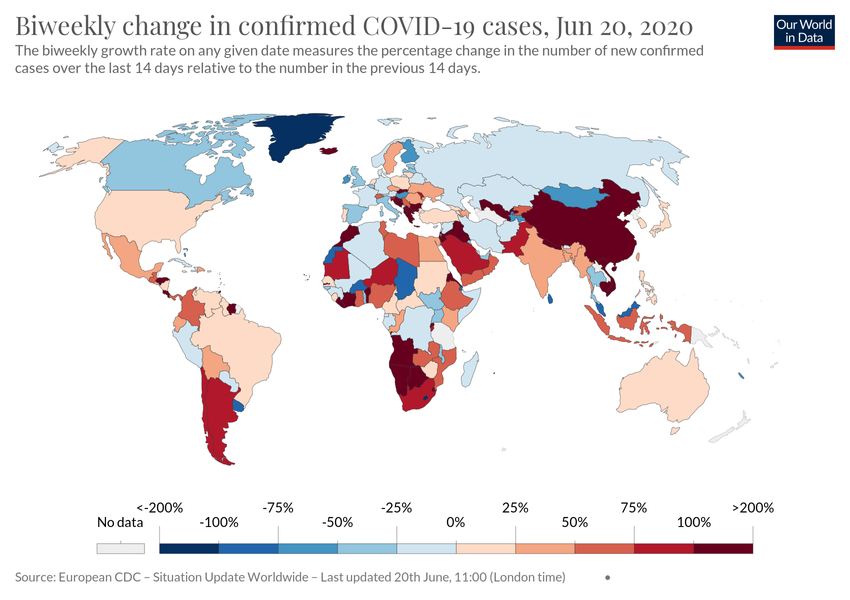 Biweekly change in confirmed COVID-19 cases, Jun 20, 2020
Our World
in Data
The biweekly growth rate on any given date measures the percentage change in the number of new confirmed
cases over the last 14 days relative to the number in the previous 14 days.
<-200% -75% -25% 25% 75% >200%
No data -100% -50% 0% 50% 100%
Source: European CDC – Situation Update Worldwide – Last updated 20th June, 11:00 (London time)